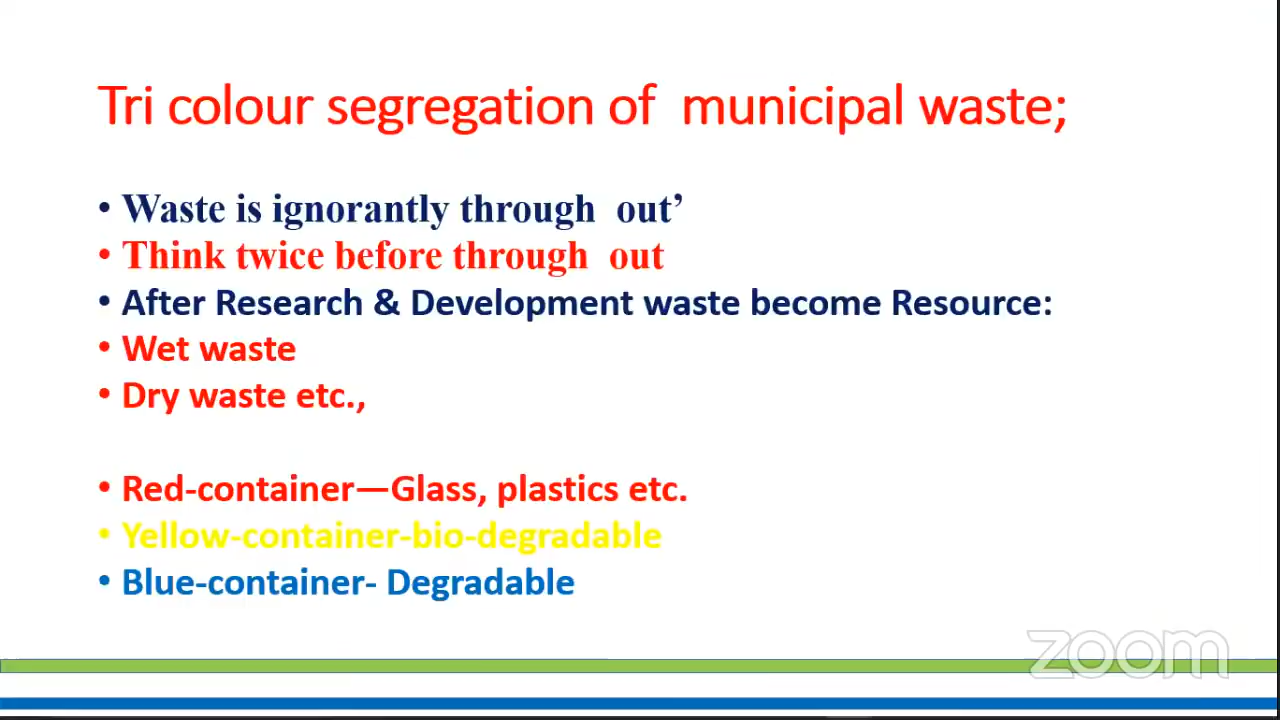 Tri colour segregation of municipal waste;
• Waste is ignorantly through out’
• Think twice before through out
• After Research & Development waste become Resource:
• Wet waste
• Dry waste etc.,
• Red-container—Glass, plastics etc.
• Yellow-container-bio-degradable
• Blue-container- Degradable
zoom